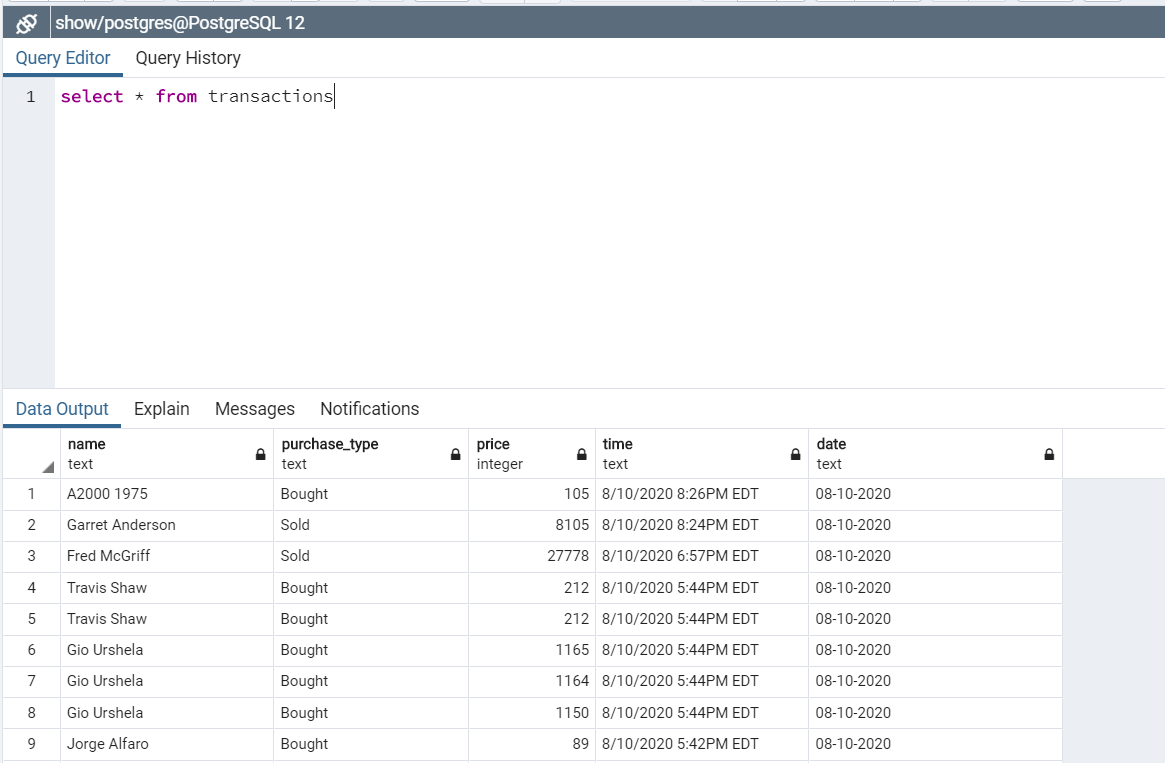 show/postgres@PostgreSQL 12
Query Editor Query History
1 select * from transactions
Data Output Explain Messages Notifications
name purchase_type price time date
text text integer text text
1 A2000 1975 Bought 105 8/10/2020 8:26PM EDT 08-10-2020
2 Garret Anderson Sold 8105 8/10/2020 8:24PM EDT 08-10-2020
3 Fred McGriff Sold 27778 8/10/2020 6:57PM EDT 08-10-2020
4 Travis Shaw Bought 212 8/10/2020 5:44PM EDT 08-10-2020
5 Travis Shaw Bought 212 8/10/2020 5:44PM EDT 08-10-2020
6 Gio Urshela Bought 1165 8/10/2020 5:44PM EDT 08-10-2020
7 Gio Urshela Bought 1164 8/10/2020 5:44PM EDT 08-10-2020
8 Gio Urshela Bought 1150 8/10/2020 5:44PM EDT 08-10-2020
9 Jorge Alfaro Bought 89 8/10/2020 5:42PM EDT 08-10-2020